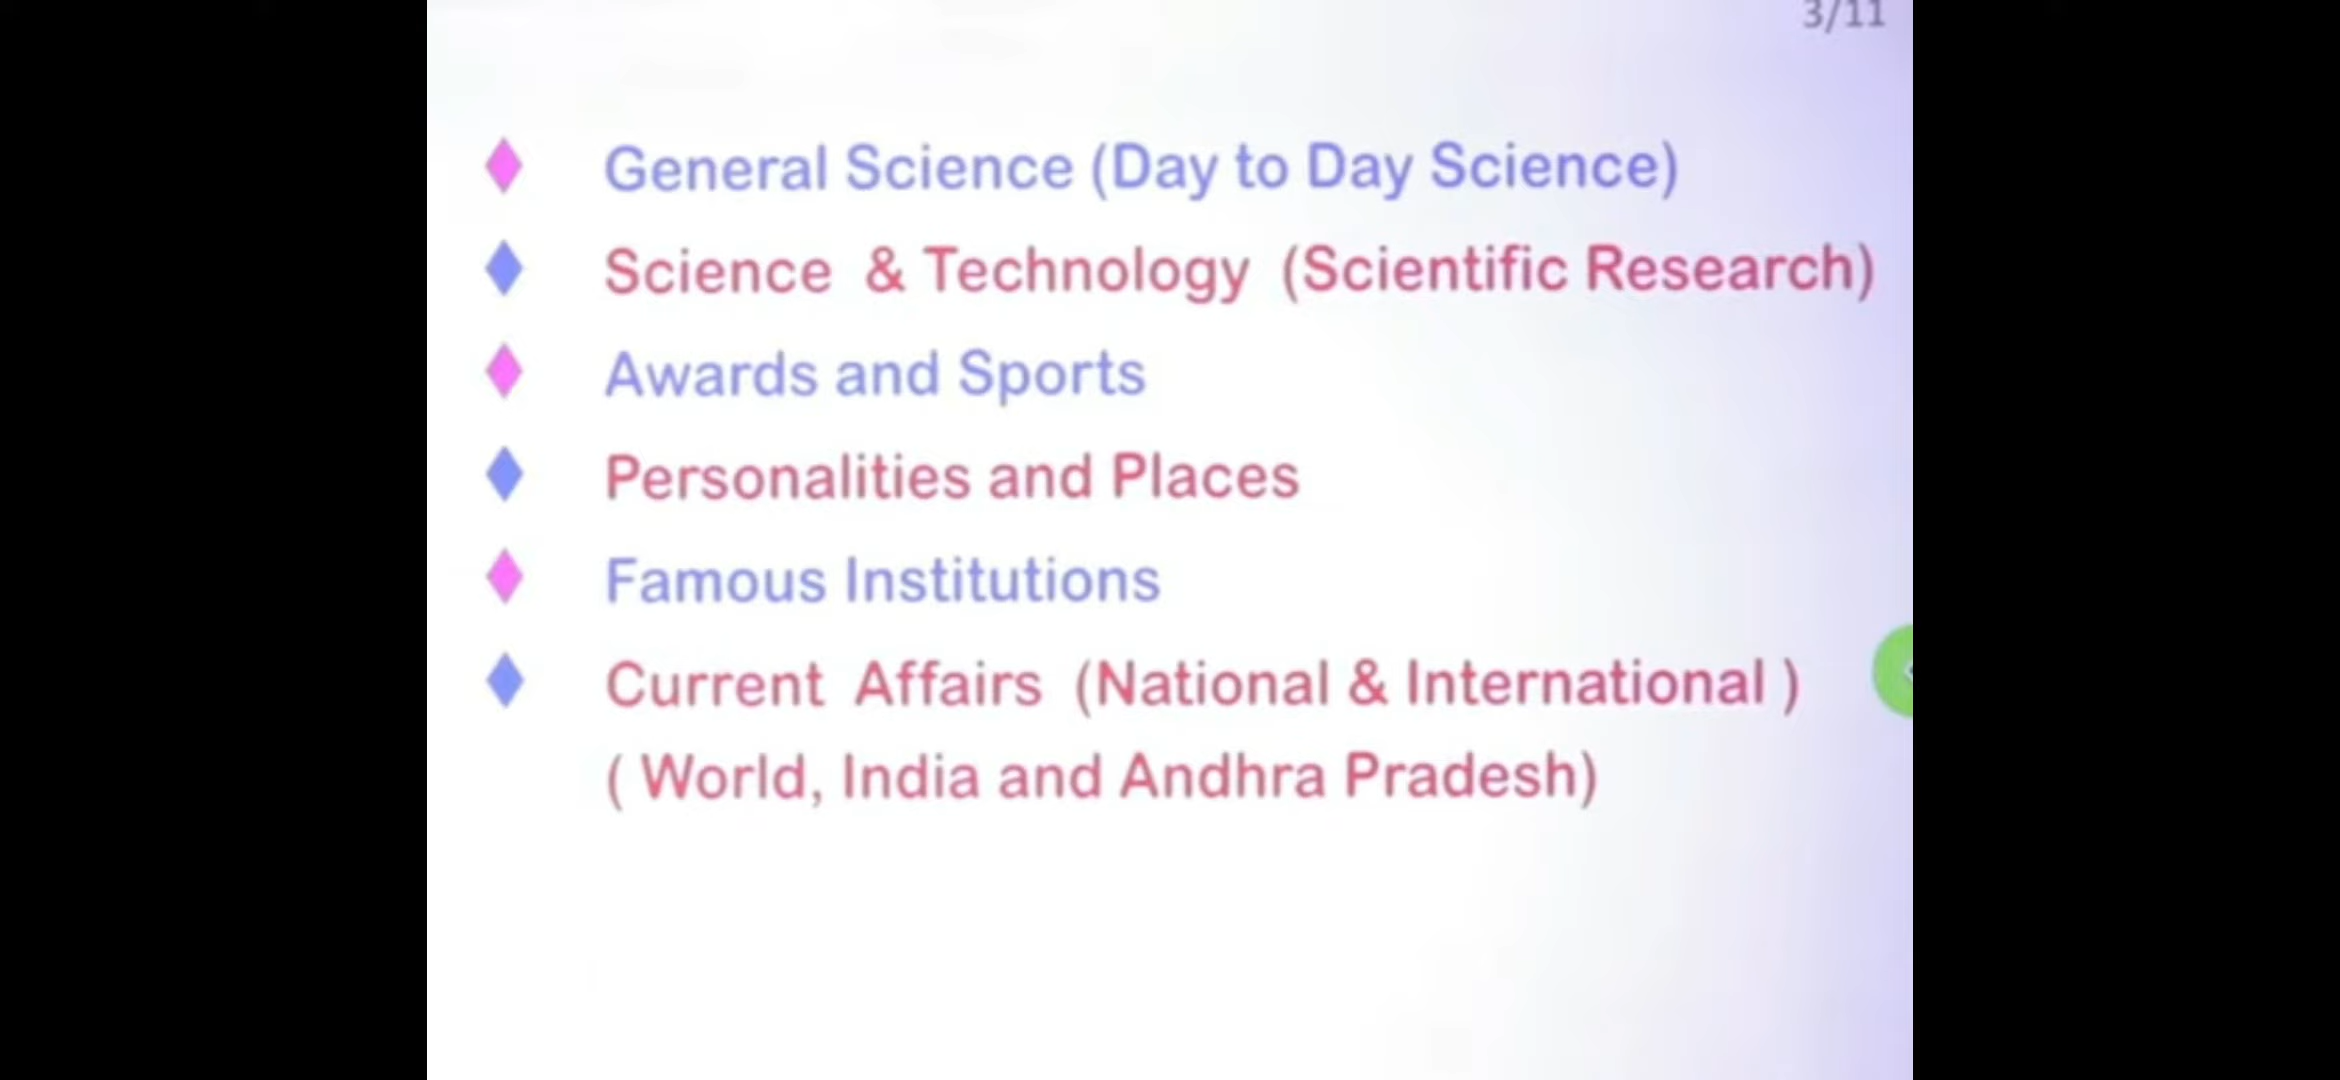 3/11
General Science (Day to Day Science)
Science & Technology (Scientific Research)
Awards and Sports
Personalities and Places
Famous Institutions
Current Affairs (National & International )
( World, India and Andhra Pradesh)